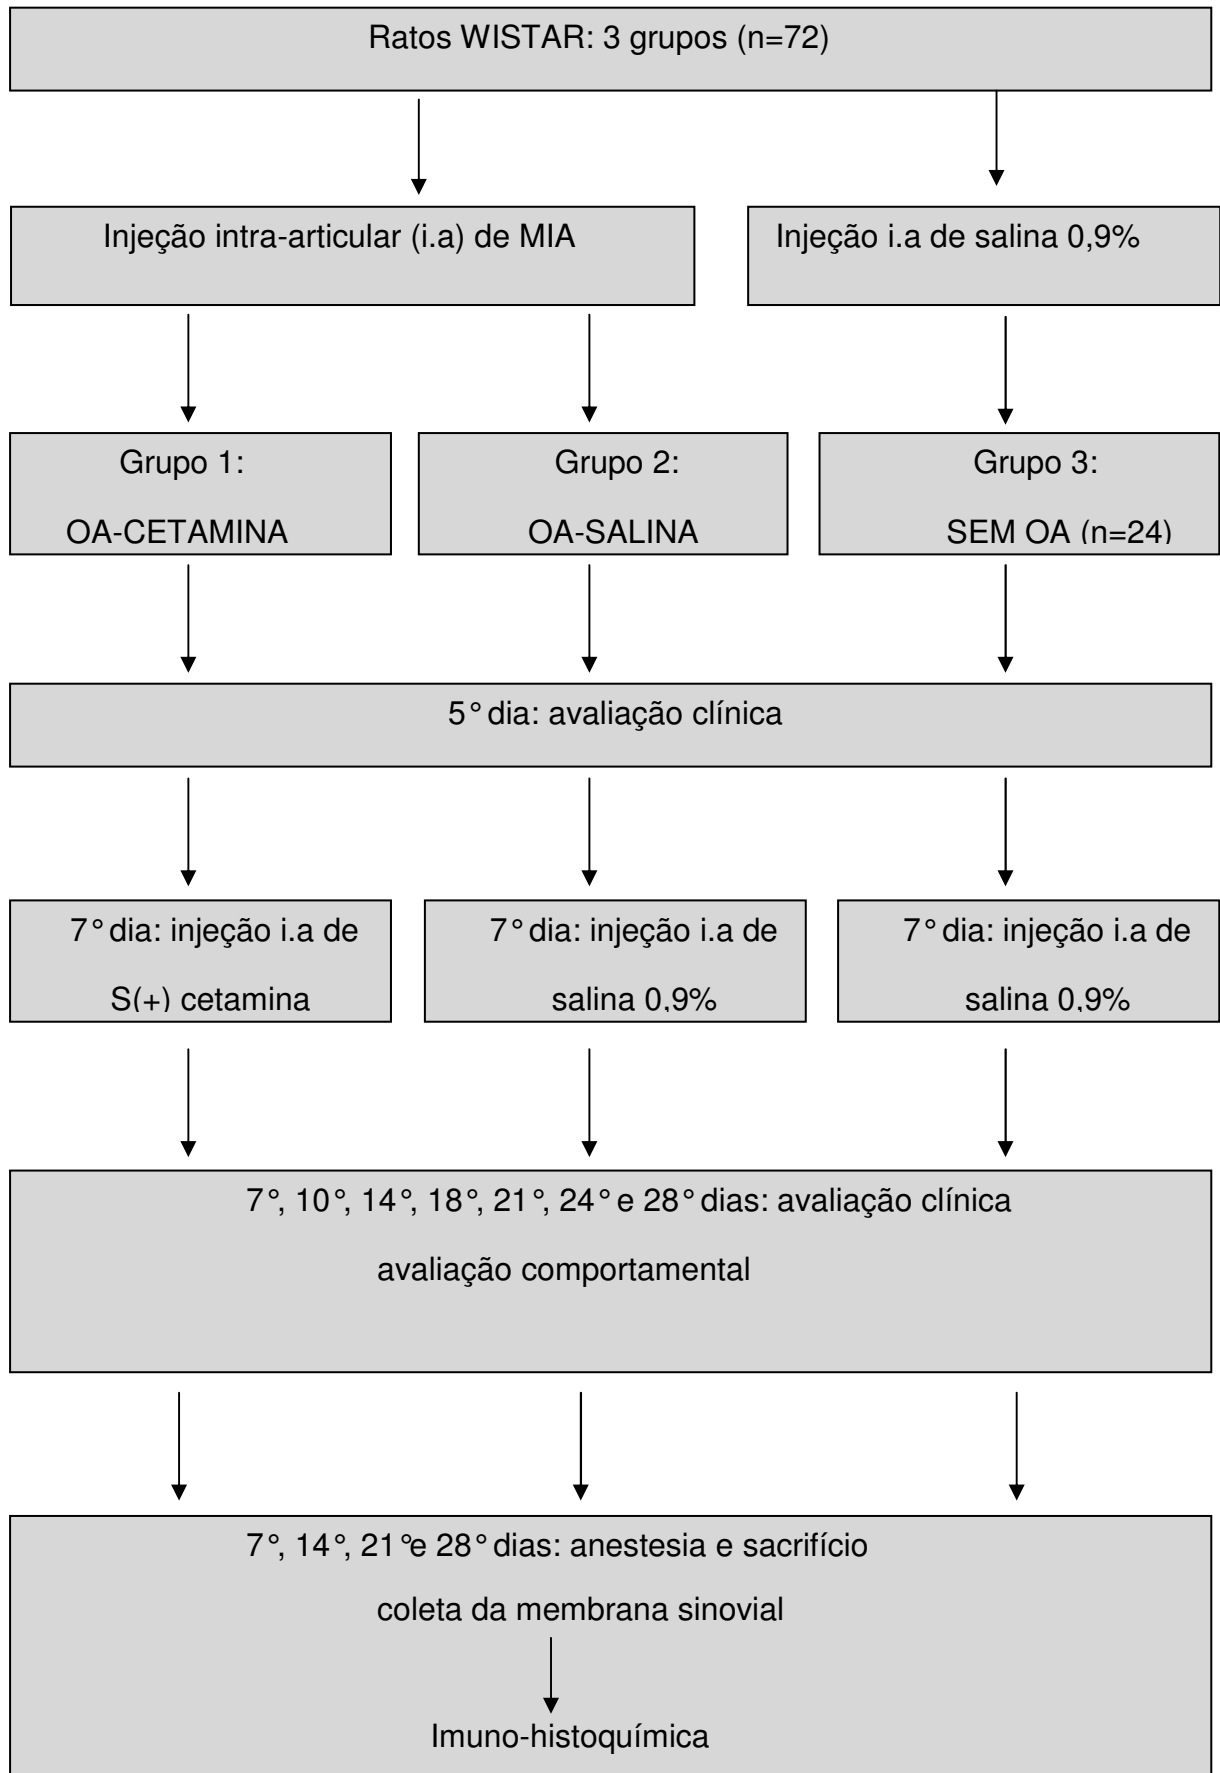 Ratos WISTAR: 3 grupos (n=72)
Injeção intra-articular (i.a) de MIA
Injeção i.a de salina 0,9%
Grupo 1:
OA-CETAMINA
Grupo 2:
OA-SALINA
Grupo 3:
SEM OA (n=24)
5° dia: avaliação clínica
7° dia: injeção i.a de
S(+) cetamina
7° dia: injeção i.a de
salina 0,9%
7° dia: injeção i.a de
salina 0,9%
7°, 10°, 14°, 18°, 21°, 24° e 28° dias: avaliação clínica
avaliação comportamental
7°, 14°, 21°e 28° dias: anestesia e sacrifício
coleta da membrana sinovial
Imuno-histoquímica